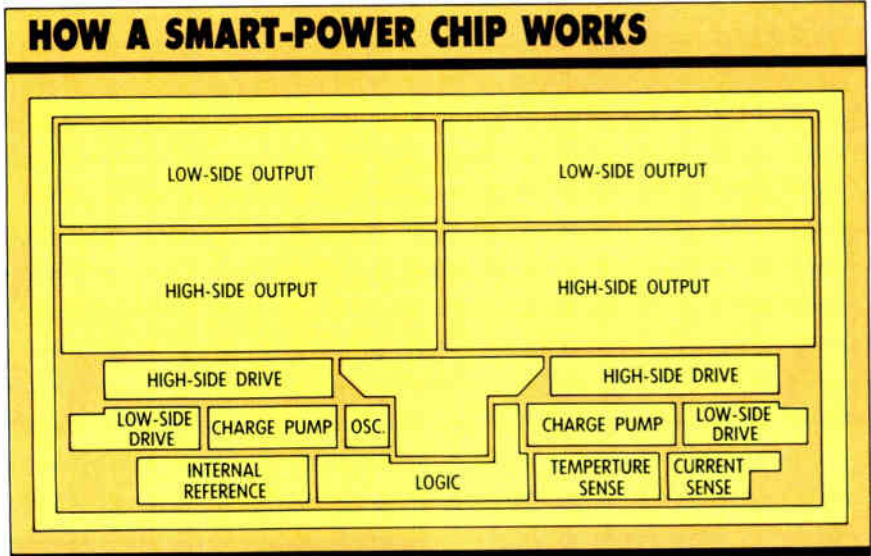 HOW A SMART-POWER CHIP WORKS
LOW-SIDE OUTPUT
LOW-SIDE OUTPUT
HIGH-SIDE OUTPUT
HIGH-SIDE OUTPUT
HIGH-SIDE DRIVE
HIGH-SIDE DRIVE
LOW-SIDE
DRIVE
CHARGE PUMP
OSC.
CHARGE PUMP
LOW-SIDE
DRIVE
INTERNAL
REFERENCE
LOGIC
TEMPERTURE
SENSE
CURRENT
SENSE